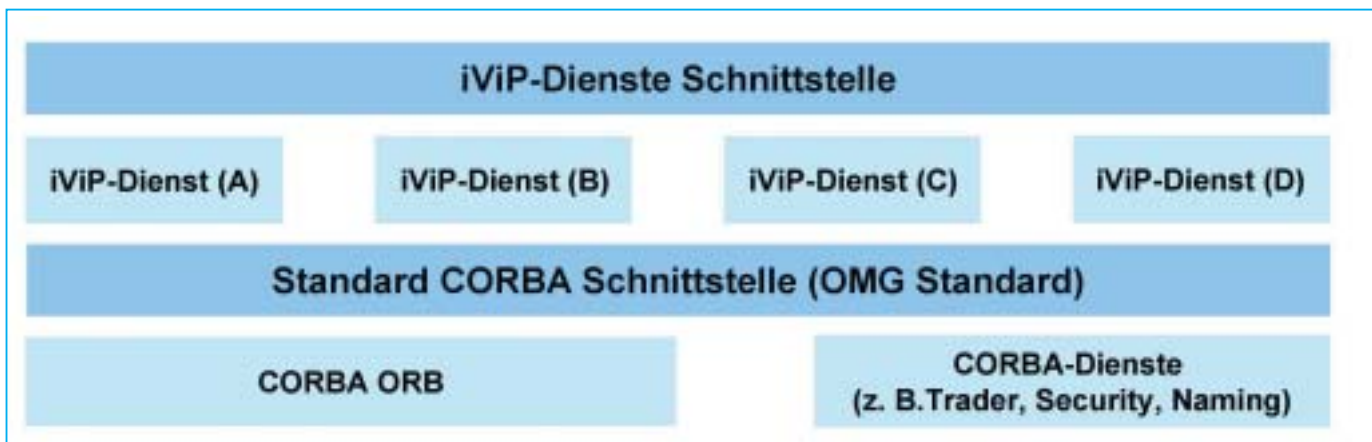 iViP-Dienste Schnittstelle
iViP-Dienst (A)
iViP-Dienst (B)
iViP-Dienst (C)
iViP-Dienst (D)
Standard CORBA Schnittstelle (OMG Standard)
CORBA ORB
CORBA-Dienste
(z. B.Trader, Security, Naming)